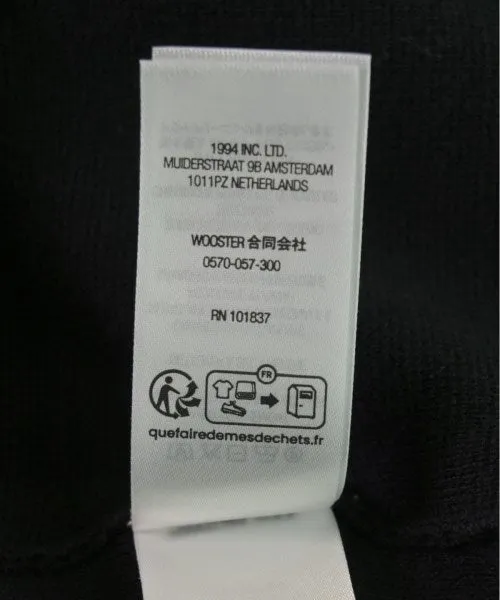 1994 INC. LTD.
MUIDERSTRAAT 9B AMSTERDAM
1011PZ NETHERLANDS
WOOSTER 合同会社
0570-057-300
RN 101837
FR
quefairedemesdechets.fr